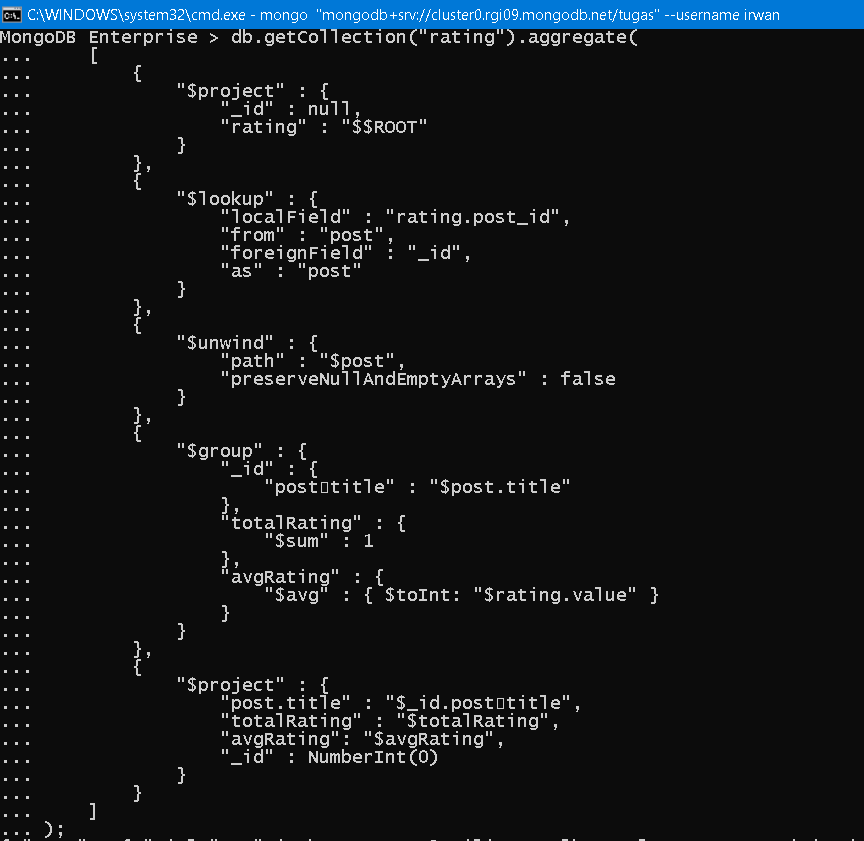 C:\WINDOWS\system32\cmd.exe - mongo "mongodb+srv://cluster0.rgi09.mongodb.net/tugas" --username irwan
MongoDB Enterprise > db.getCollection("rating").aggregate(
...     [
...         {
...             "$project" : {
...                 "_id" : null,
...                 "rating" : "$$ROOT"
...             }
...         },
...         {
...             "$lookup" : {
...                 "localField" : "rating.post_id",
...                 "from" : "post",
...                 "foreignField" : "_id",
...                 "as" : "post"
...             }
...         },
...         {
...             "$unwind" : {
...                 "path" : "$post",
...                 "preserveNullAndEmptyArrays" : false
...             }
...         },
...         {
...             "$group" : {
...                 "_id" : {
...                     "post▯title" : "$post.title"
...                 },
...                 "totalRating" : {
...                     "$sum" : 1
...                 },
...                 "avgRating" : {
...                     "$avg" : { $toInt: "$rating.value" }
...                 }
...             }
...         },
...         {
...             "$project" : {
...                 "post.title" : "$_id.post▯title",
...                 "totalRating" : "$totalRating",
...                 "avgRating": "$avgRating",
...                 "_id" : NumberInt(0)
...             }
...         }
...     ]
... );